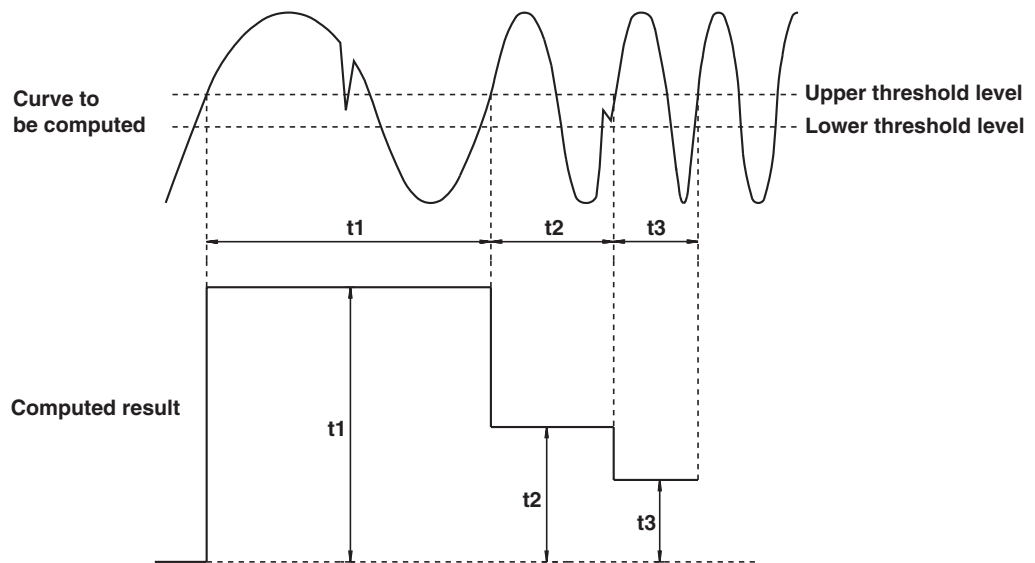 Curve to
be computed
Upper threshold level
Lower threshold level
t1
t2
t3
Computed result
t1
t2
t3